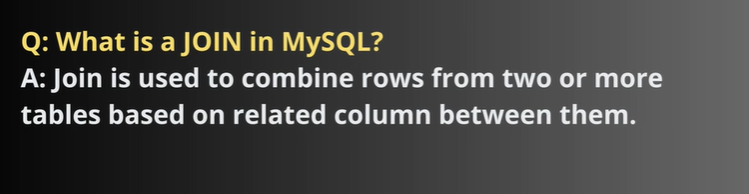 Q: What is a JOIN in MySQL?
A: Join is used to combine rows from two or more
tables based on related column between them.